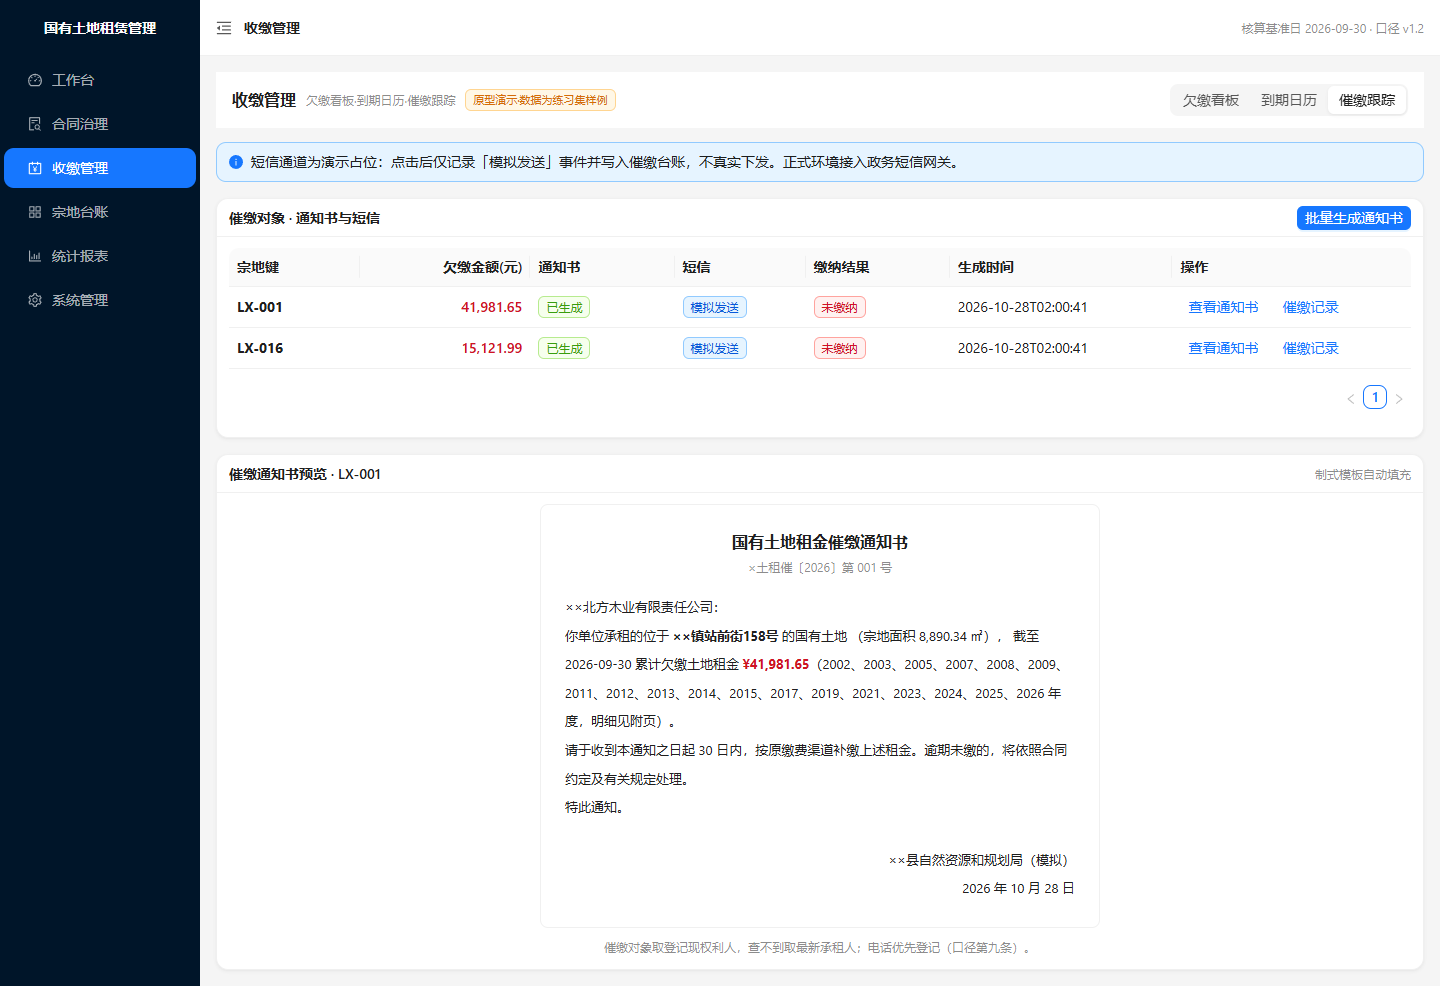 国有土地租赁管理
收缴管理
核算基准日 2026-09-30 · 口径 v1.2
工作台
合同治理
收缴管理
宗地台账
统计报表
系统管理
收缴管理 欠缴看板·到期日历·催缴跟踪 原型演示·数据为练习集样例
欠缴看板 到期日历 催缴跟踪
短信通道为演示占位：点击后仅记录「模拟发送」事件并写入催缴台账，不真实下发。正式环境接入政务短信网关。
催缴对象 · 通知书与短信 批量生成通知书
宗地键 欠缴金额(元) 通知书 短信 缴纳结果 生成时间 操作
LX-001 41,981.65 已生成 模拟发送 未缴纳 2026-10-28T02:00:41 查看通知书 催缴记录
LX-016 15,121.99 已生成 模拟发送 未缴纳 2026-10-28T02:00:41 查看通知书 催缴记录
1
催缴通知书预览 · LX-001 制式模板自动填充
国有土地租金催缴通知书
×土租催〔2026〕第 001 号
××北方木业有限责任公司：
你单位承租的位于 ××镇站前街158号 的国有土地 （宗地面积 8,890.34 ㎡）， 截至
2026-09-30 累计欠缴土地租金 ¥41,981.65（2002、2003、2005、2007、2008、2009、
2011、2012、2013、2014、2015、2017、2019、2021、2023、2024、2025、2026 年
度，明细见附页）。
请于收到本通知之日起 30 日内，按原缴费渠道补缴上述租金。逾期未缴的，将依照合同
约定及有关规定处理。
特此通知。
××县自然资源和规划局（模拟）
2026 年 10 月 28 日
催缴对象取登记现权利人，查不到取最新承租人；电话优先登记（口径第九条）。